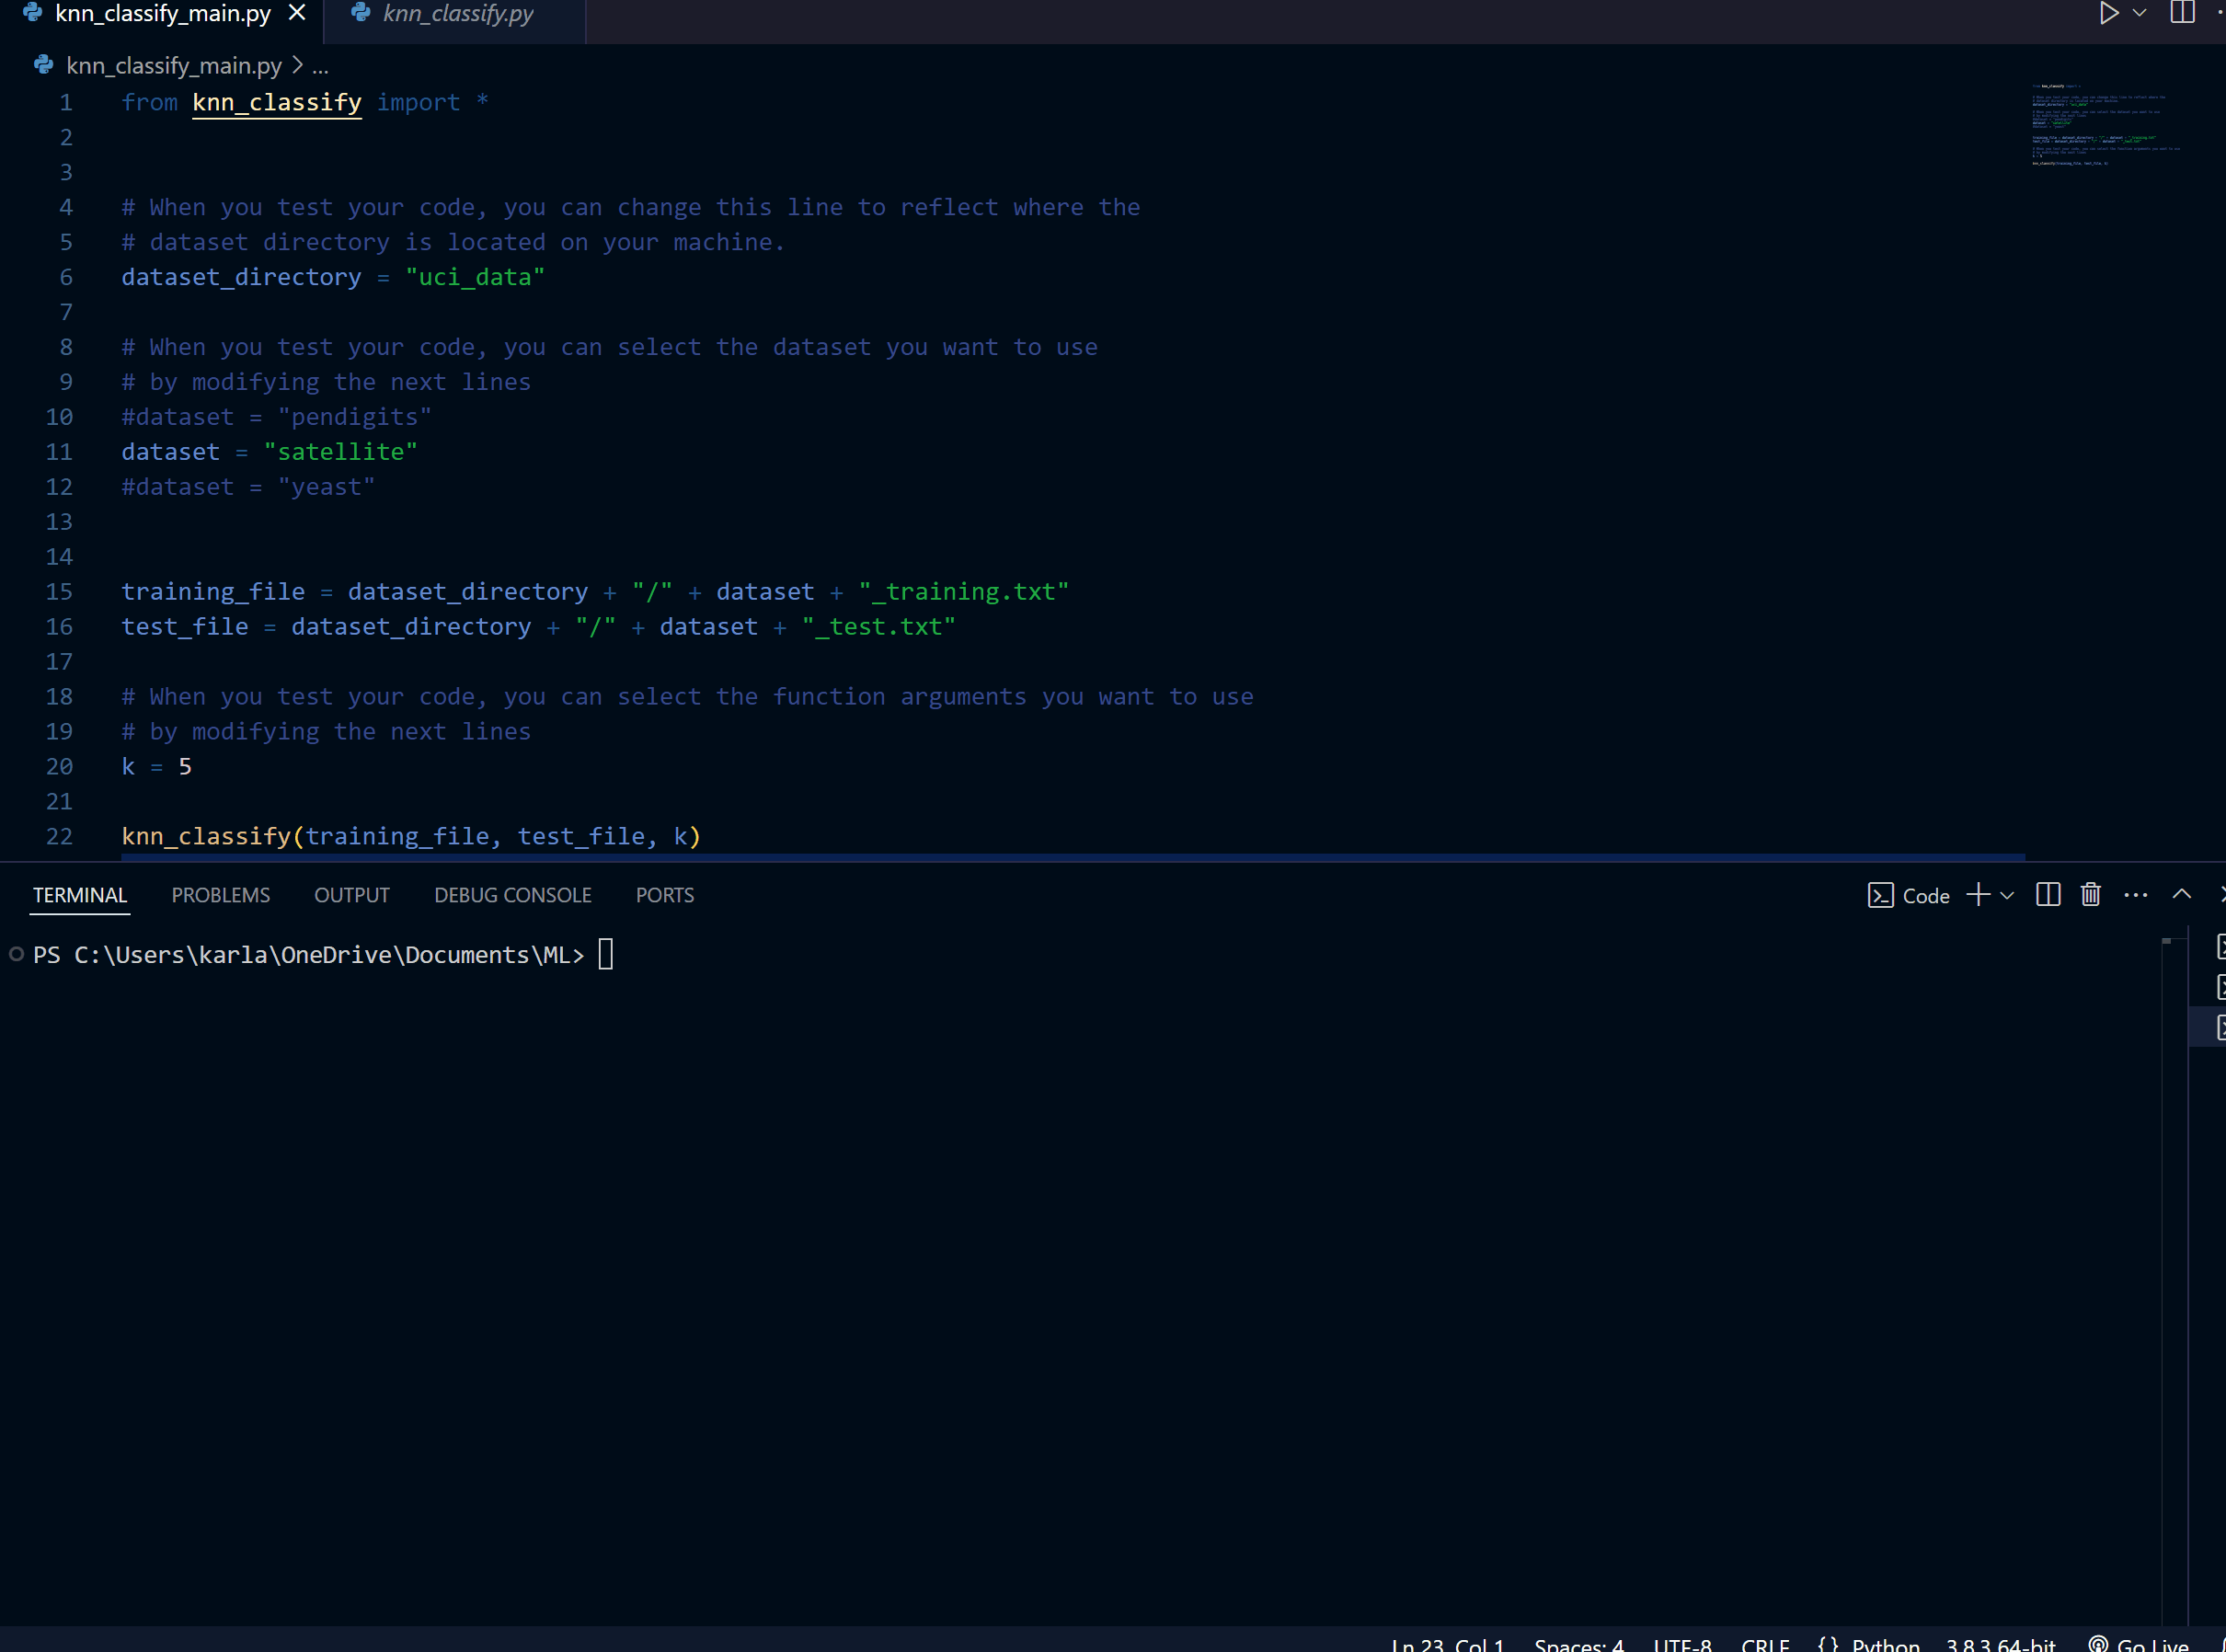 knn_classify_main.py
knn_classify.py
knn_classify_main.py > ...
1 from knn_classify import *
2
3
4 # When you test your code, you can change this line to reflect where the
5 # dataset directory is located on your machine.
6 dataset_directory = "uci_data"
7
8 # When you test your code, you can select the dataset you want to use
9 # by modifying the next lines
10 #dataset = "pendigits"
11 dataset = "satellite"
12 #dataset = "yeast"
13
14
15 training_file = dataset_directory + "/" + dataset + "_training.txt"
16 test_file = dataset_directory + "/" + dataset + "_test.txt"
17
18 # When you test your code, you can select the function arguments you want to use
19 # by modifying the next lines
20 k = 5
21
22 knn_classify(training_file, test_file, k)
TERMINAL PROBLEMS OUTPUT DEBUG CONSOLE PORTS Code
PS C:\Users\karla\OneDrive\Documents\ML>
Ln 23, Col 1 Spaces: 4 UTF-8 CRLF {} Python 3.8.3 64-bit Go Live